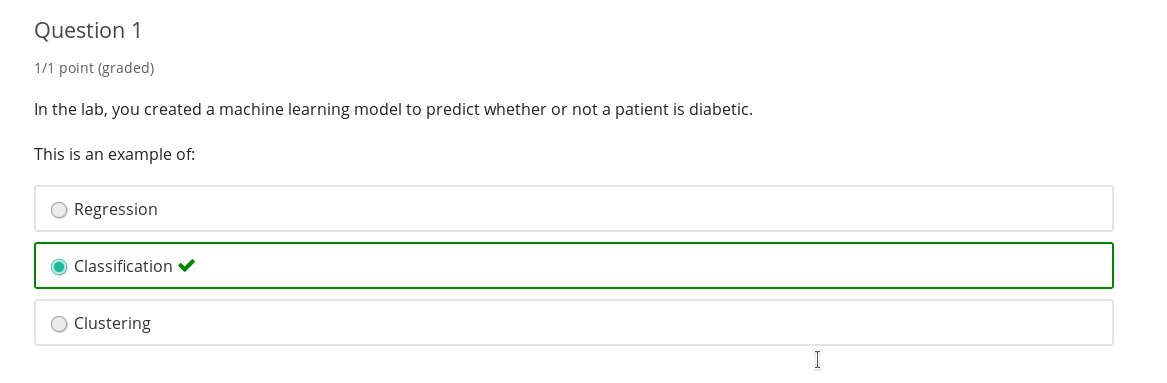 Question 1
1/1 point (graded)
In the lab, you created a machine learning model to predict whether or not a patient is diabetic.
This is an example of:
Regression
Classification
Clustering